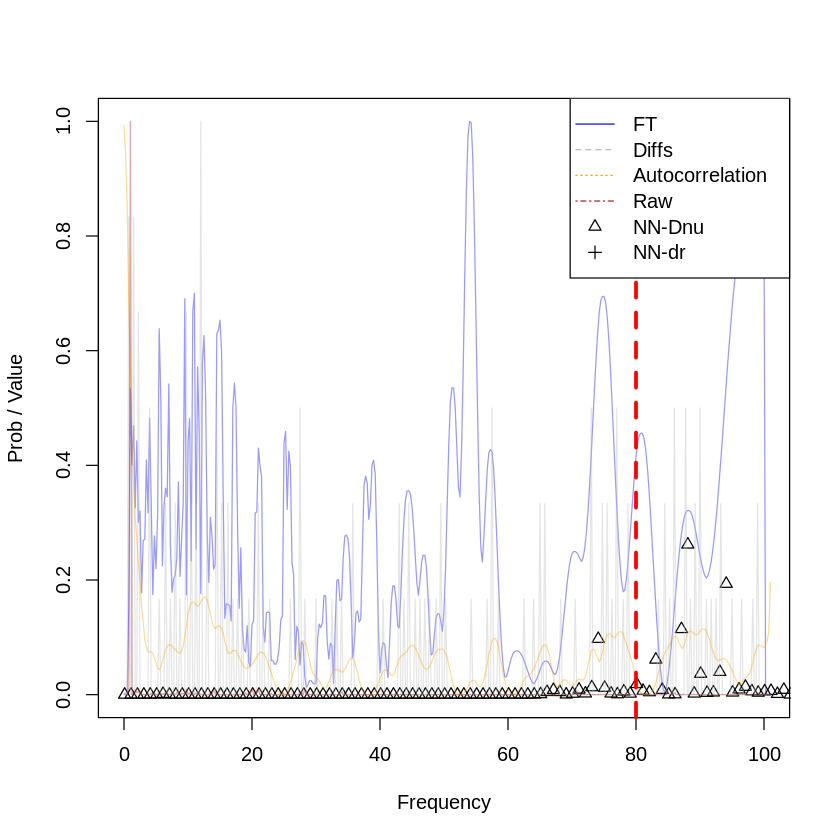 FT
Diffs
Autocorrelation
Raw
NN-Dnu
NN-dr
Prob / Value
1.0
0.8
0.6
0.4
0.2
0.0
0 20 40 60 80 100
Frequency